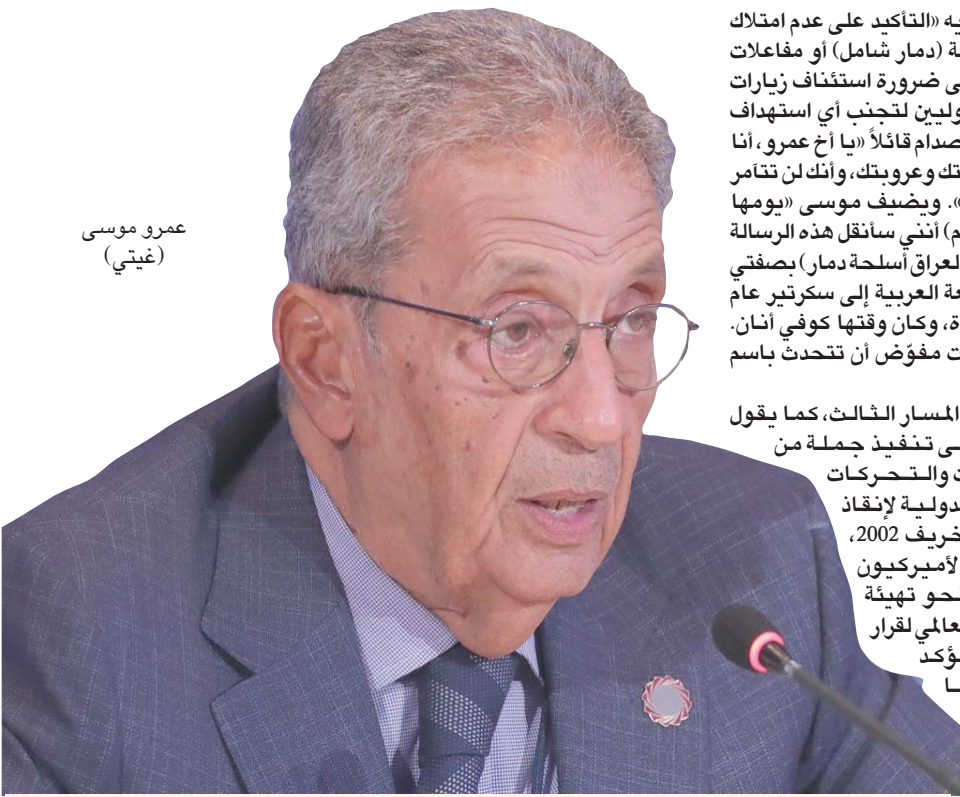 يه «التأكيد على عدم امتلاك
ة (دمار شامل) أو مفاعلات
ى ضرورة استئناف زيارات
وليين لتجنب أي استهداف
صدام قائلاً «يا أخ عمرو، أنا
تك وعروبتك، وأنك لن تتآمر
». ويضيف موسى «يومها
م) أنني سأنقل هذه الرسالة
لعراق أسلحة دمار) بصفتي
عة العربية إلى سكرتير عام
ة، وكان وقتها كوفي أنان.
ت مفوّض أن تتحدث باسم
المسار الثالث، كما يقول
ى تنفيذ جملة من
ت والتحركات
دولية لإنقاذ
خريف 2002،
لأميركيون
حو تهيئة
عالمي لقرار
ؤكد
ـا
عمرو موسى
(غيتي)